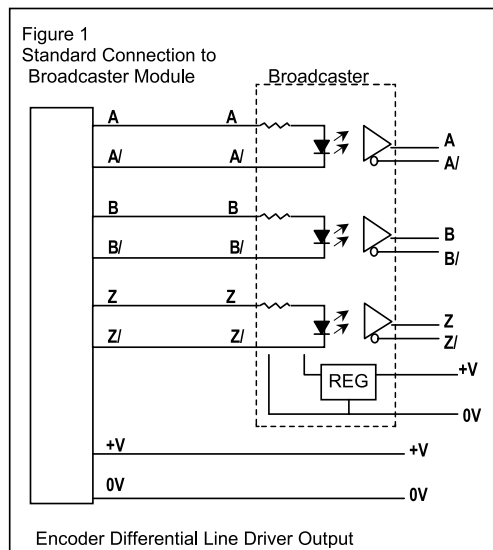 Figure 1
Standard Connection to
Broadcaster Module
Broadcaster
A A A
A/ A/ A/
B B B
B/ B/ B/
Z Z Z
Z/ Z/ Z/
REG +V
0V
+V +V
0V 0V
Encoder Differential Line Driver Output